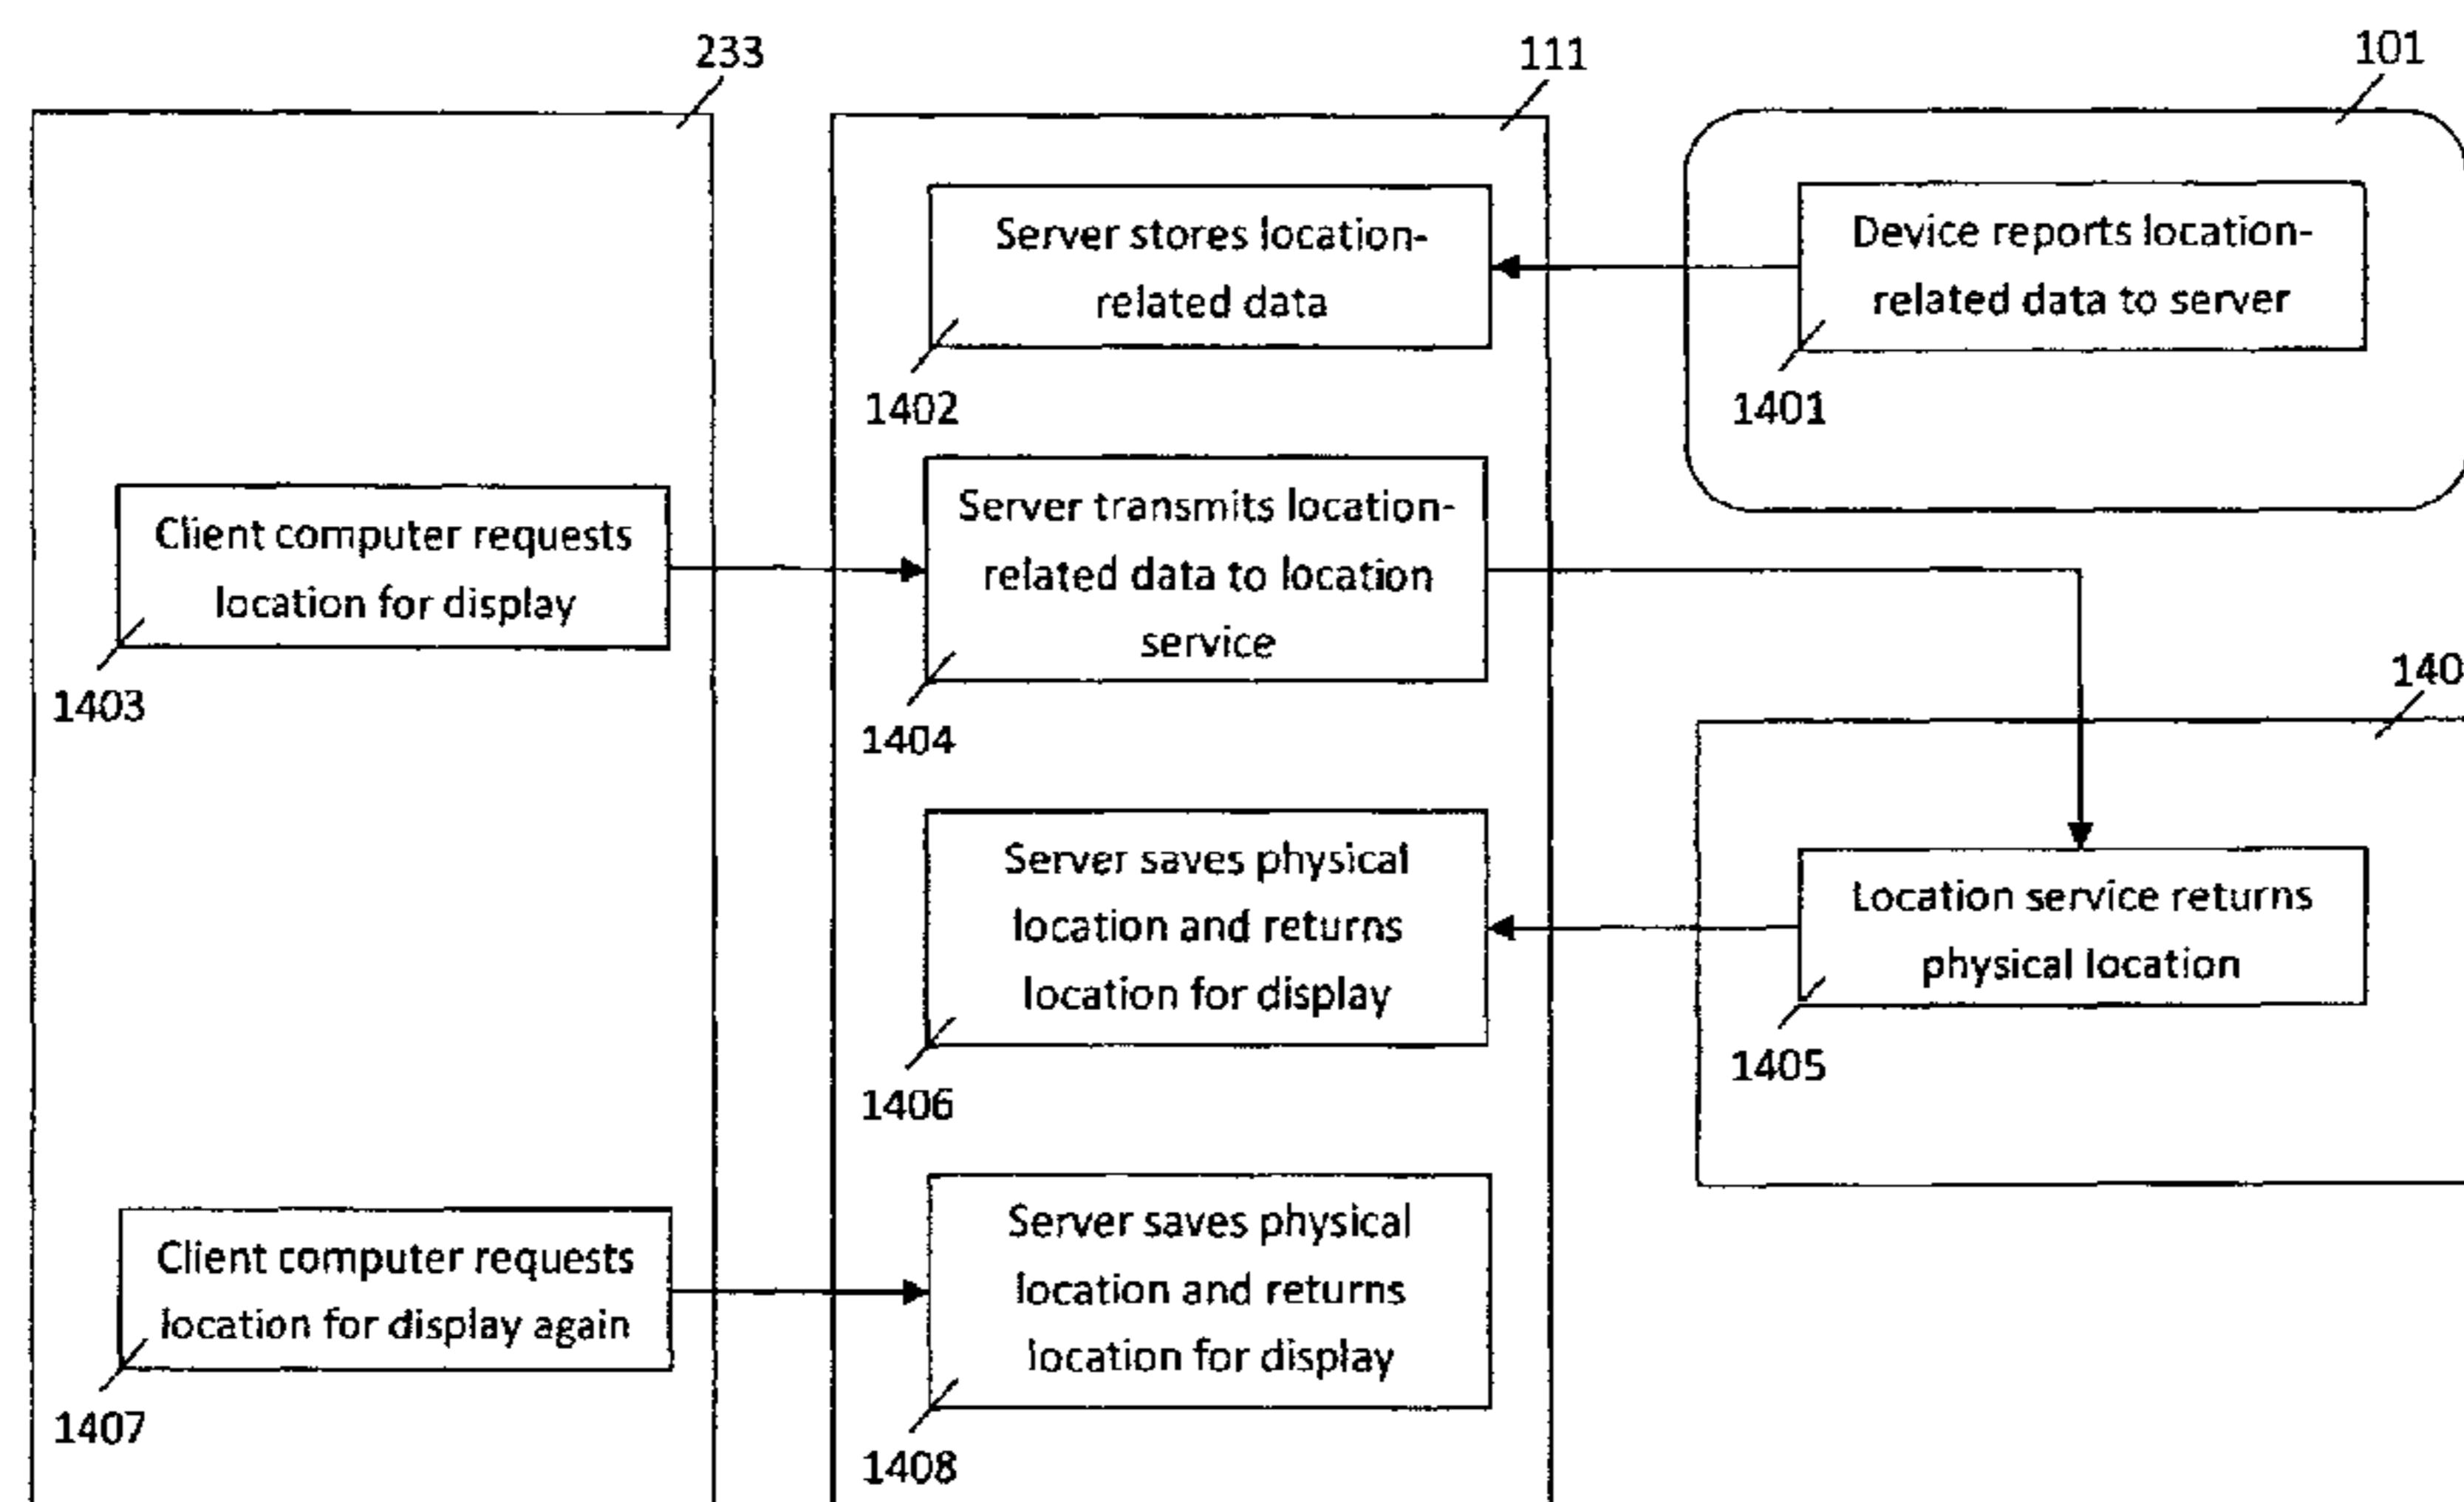 233
111
101
Server stores location-
related data
1402
Device reports location-
related data to server
1401
Client computer requests
location for display
1403
Server transmits location-
related data to location
service
1404
140
Server saves physical
location and returns
location for display
1406
Location service returns
physical location
1405
Client computer requests
location for display again
1407
Server saves physical
location and returns
location for display
1408